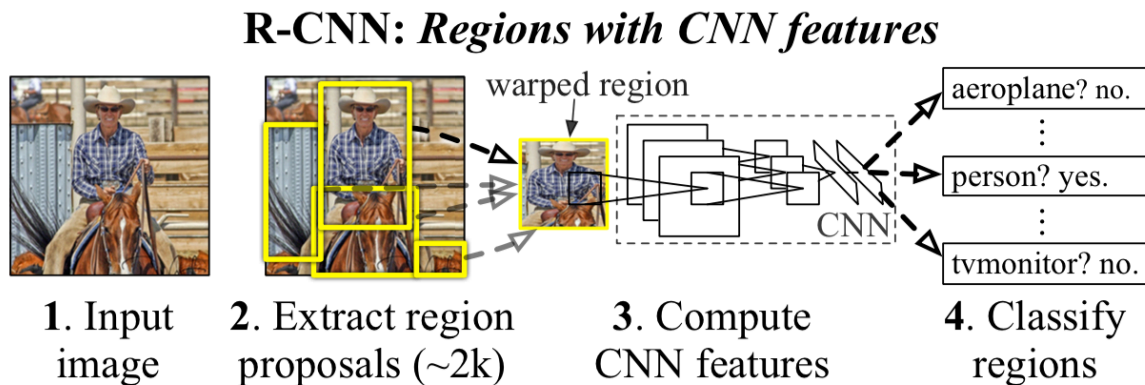 R-CNN: Regions with CNN features
warped region
aeroplane? no.
person? yes.
tvmonitor? no.
CNN
1. Input
image
2. Extract region
proposals (~2k)
3. Compute
CNN features
4. Classify
regions